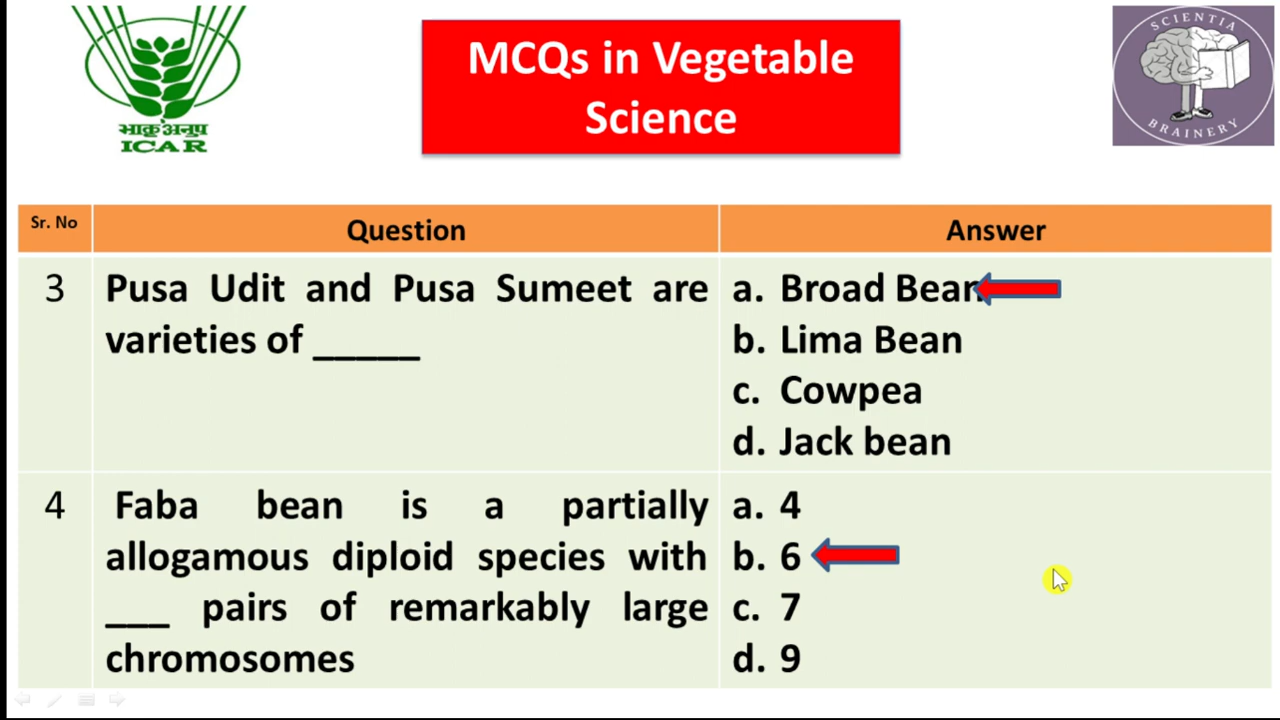 भाकृअनुप
ICAR
MCQs in Vegetable
Science
SCIENTIA
BRAINERY
Sr. No Question Answer
3 Pusa Udit and Pusa Sumeet are
varieties of _____
a. Broad Bean
b. Lima Bean
c. Cowpea
d. Jack bean
4 Faba bean is a partially
allogamous diploid species with
___ pairs of remarkably large
chromosomes
a. 4
b. 6
c. 7
d. 9